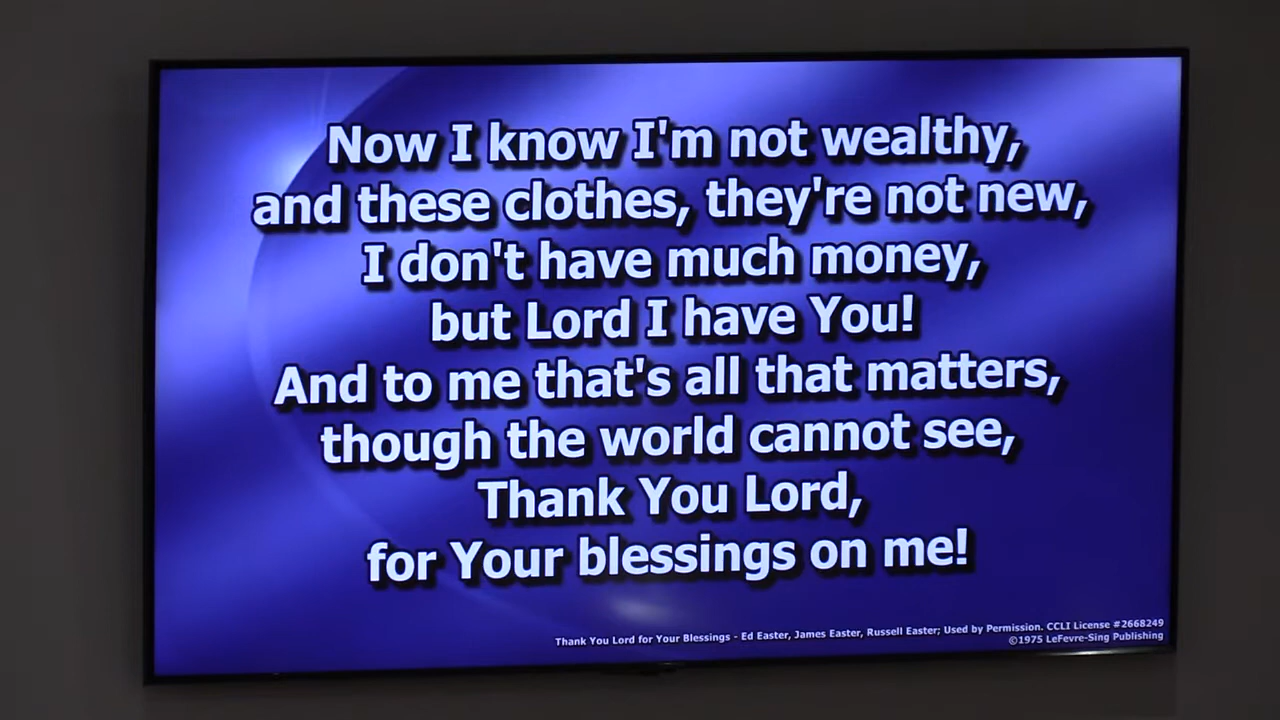 Now I know I'm not wealthy,
and these clothes, they're not new,
I don't have much money,
but Lord I have You!
And to me that's all that matters,
though the world cannot see,
Thank You Lord,
for Your blessings on me!
Thank You Lord for Your Blessings - Ed Easter, James Easter, Russell Easter; Used by Permission. CCLI License #2668249
©1975 LeFevre-Sing Publishing